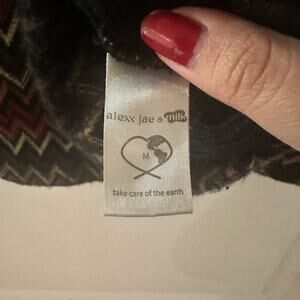 alexx jae & milk
M
take care of the earth